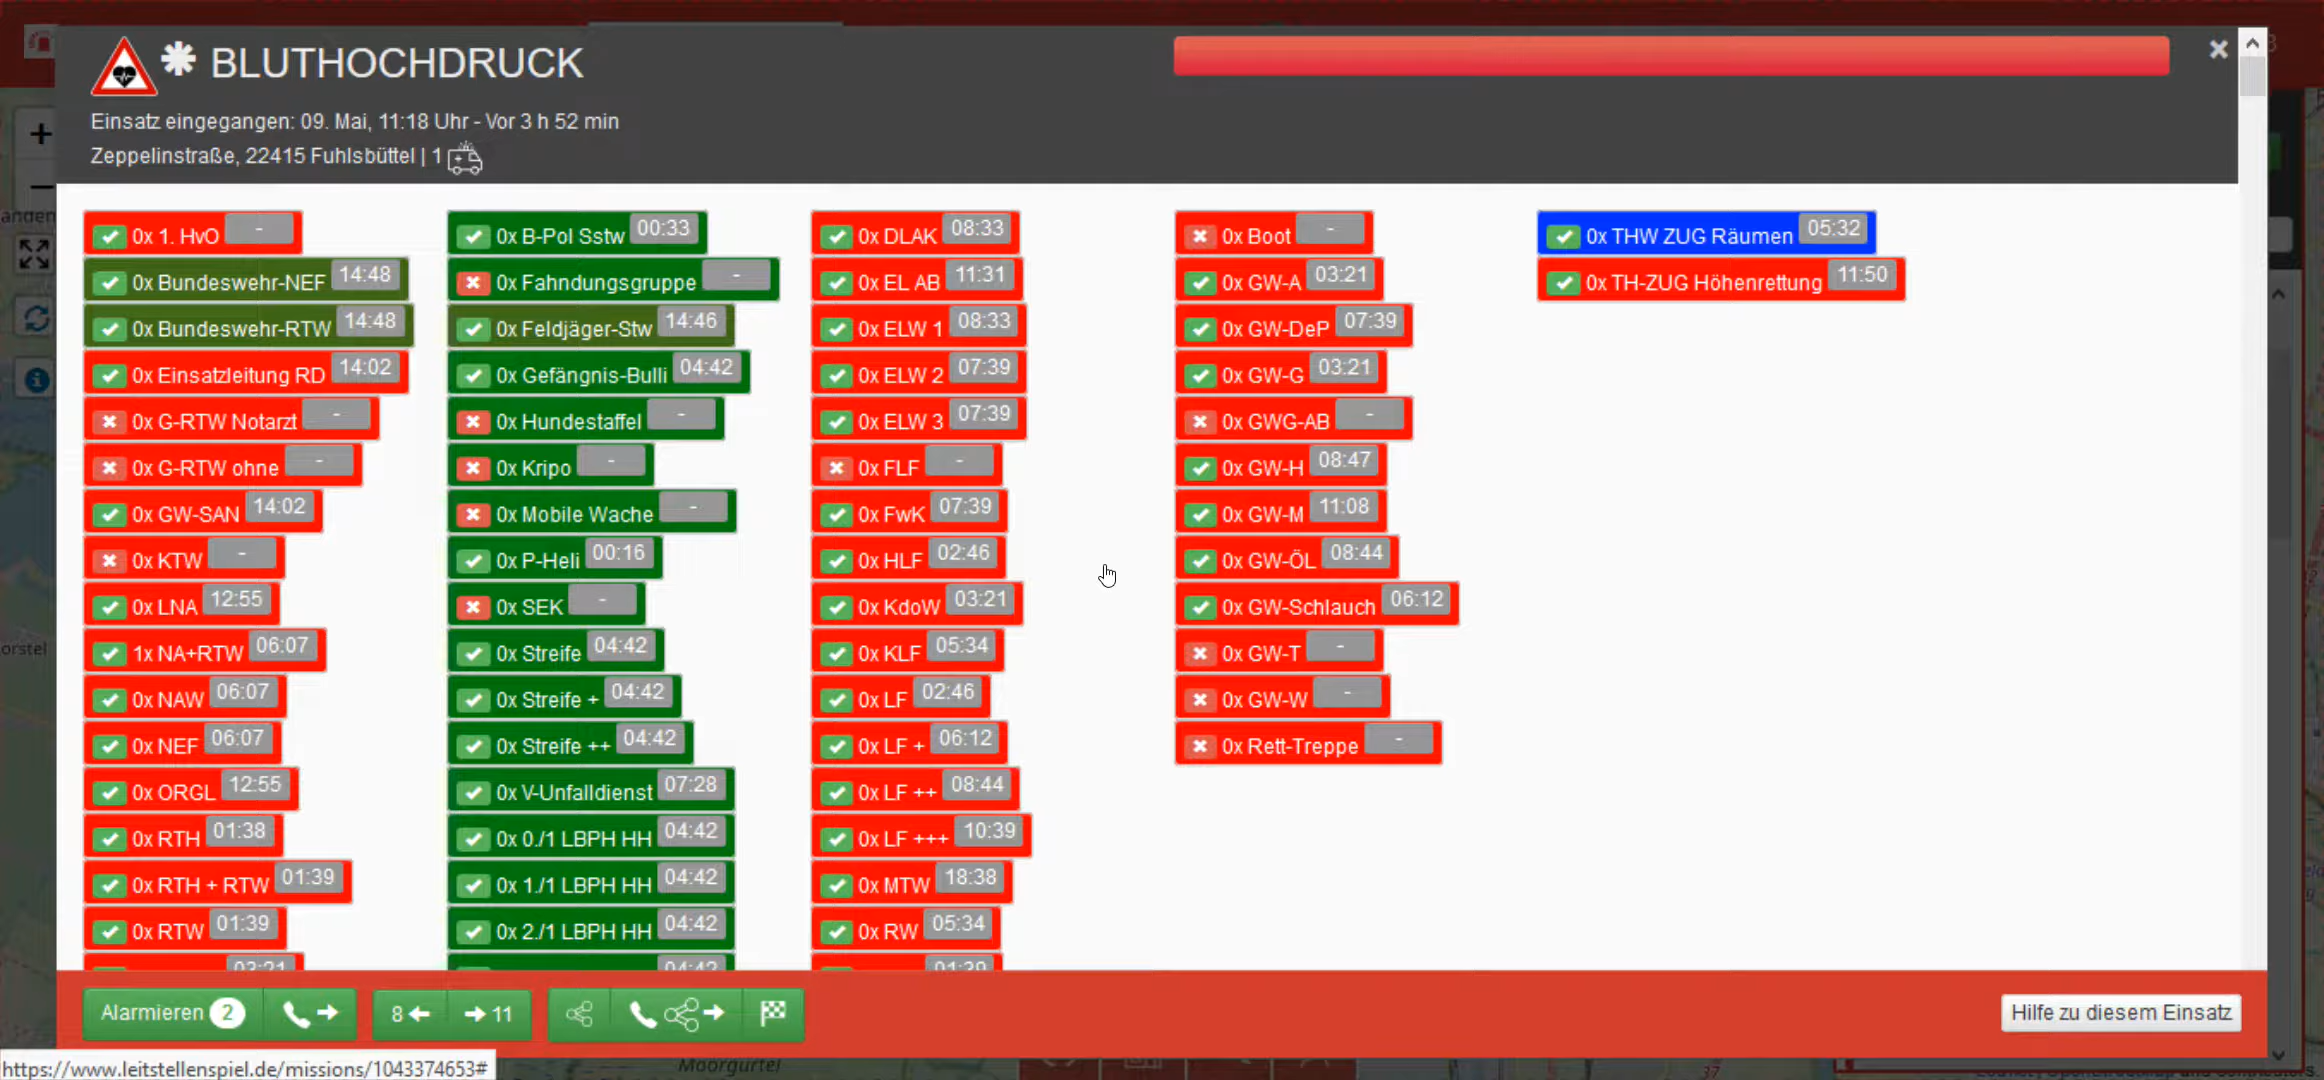 BLUTHOCHDRUCK
Einsatz eingegangen: 09. Mai, 11:18 Uhr - Vor 3 h 52 min
Zeppelinstraße, 22415 Fuhlsbüttel | 1
0x 1. HvO -
0x Bundeswehr-NEF 14:48
0x Bundeswehr-RTW 14:48
0x Einsatzleitung RD 14:02
0x G-RTW Notarzt -
0x G-RTW ohne -
0x GW-SAN 14:02
0x KTW -
0x LNA 12:55
1x NA+RTW 06:07
0x NAW 06:07
0x NEF 06:07
0x ORGL 12:55
0x RTH 01:38
0x RTH + RTW 01:39
0x RTW 01:39
03:21
0x B-Pol Sstw 00:33
0x Fahndungsgruppe -
0x Feldjäger-Stw 14:46
0x Gefängnis-Bulli 04:42
0x Hundestaffel -
0x Kripo -
0x Mobile Wache -
0x P-Heli 00:16
0x SEK -
0x Streife 04:42
0x Streife + 04:42
0x Streife ++ 04:42
0x V-Unfalldienst 07:28
0x 0./1 LBPH HH 04:42
0x 1./1 LBPH HH 04:42
0x 2./1 LBPH HH 04:42
04:42
0x DLAK 08:33
0x EL AB 11:31
0x ELW 1 08:33
0x ELW 2 07:39
0x ELW 3 07:39
0x FLF -
0x FwK 07:39
0x HLF 02:46
0x KdoW 03:21
0x KLF 05:34
0x LF 02:46
0x LF + 06:12
0x LF ++ 08:44
0x LF +++ 10:39
0x MTW 18:38
0x RW 05:34
01:39
0x Boot -
0x GW-A 03:21
0x GW-DeP 07:39
0x GW-G 03:21
0x GWG-AB -
0x GW-H 08:47
0x GW-M 11:08
0x GW-ÖL 08:44
0x GW-Schlauch 06:12
0x GW-T -
0x GW-W -
0x Rett-Treppe -
0x THW ZUG Räumen 05:32
0x TH-ZUG Höhenrettung 11:50
Alarmieren 2
8
11
Hilfe zu diesem Einsatz
https://www.leitstellenspiel.de/missions/1043374653#
Moorgürtel
37